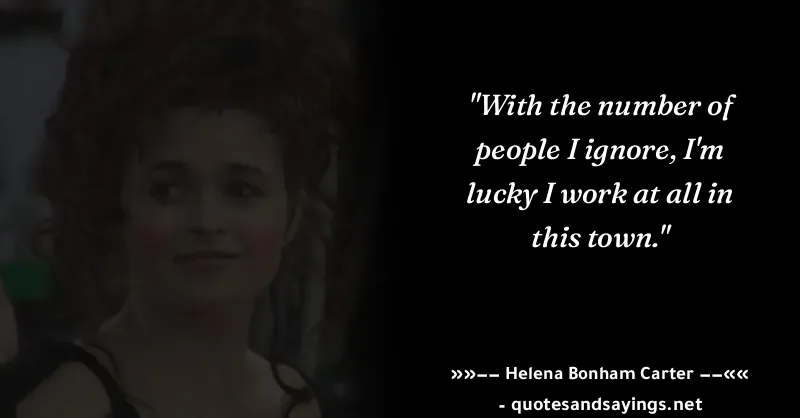 "With the number of
people I ignore, I'm
lucky I work at all in
this town."
»»−− Helena Bonham Carter −−««
- quotesandsayings.net